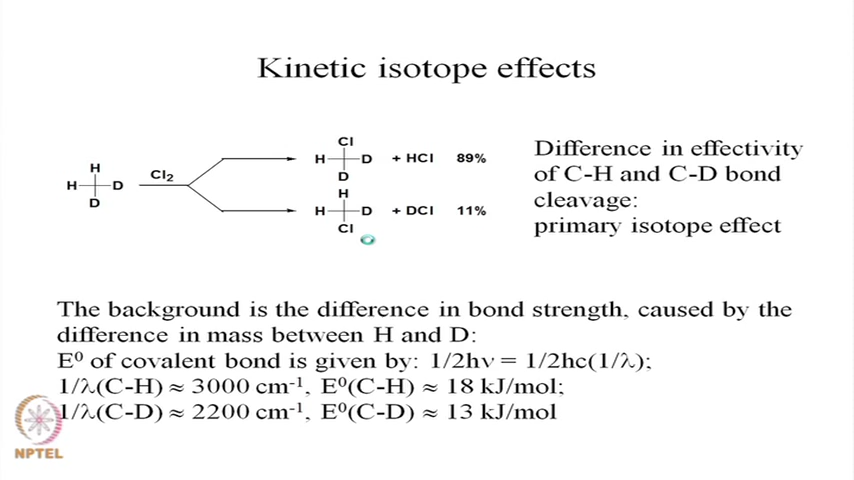 Kinetic isotope effects
H
H D
D
Cl2
Cl
H D + HCl 89%
D
H
H D + DCl 11%
Cl
Difference in effectivity
of C-H and C-D bond
cleavage:
primary isotope effect
The background is the difference in bond strength, caused by the
difference in mass between H and D:
E⁰ of covalent bond is given by: 1/2hν = 1/2hc(1/λ);
1/λ(C-H) ≈ 3000 cm⁻¹, E⁰(C-H) ≈ 18 kJ/mol;
1/λ(C-D) ≈ 2200 cm⁻¹, E⁰(C-D) ≈ 13 kJ/mol
NPTEL